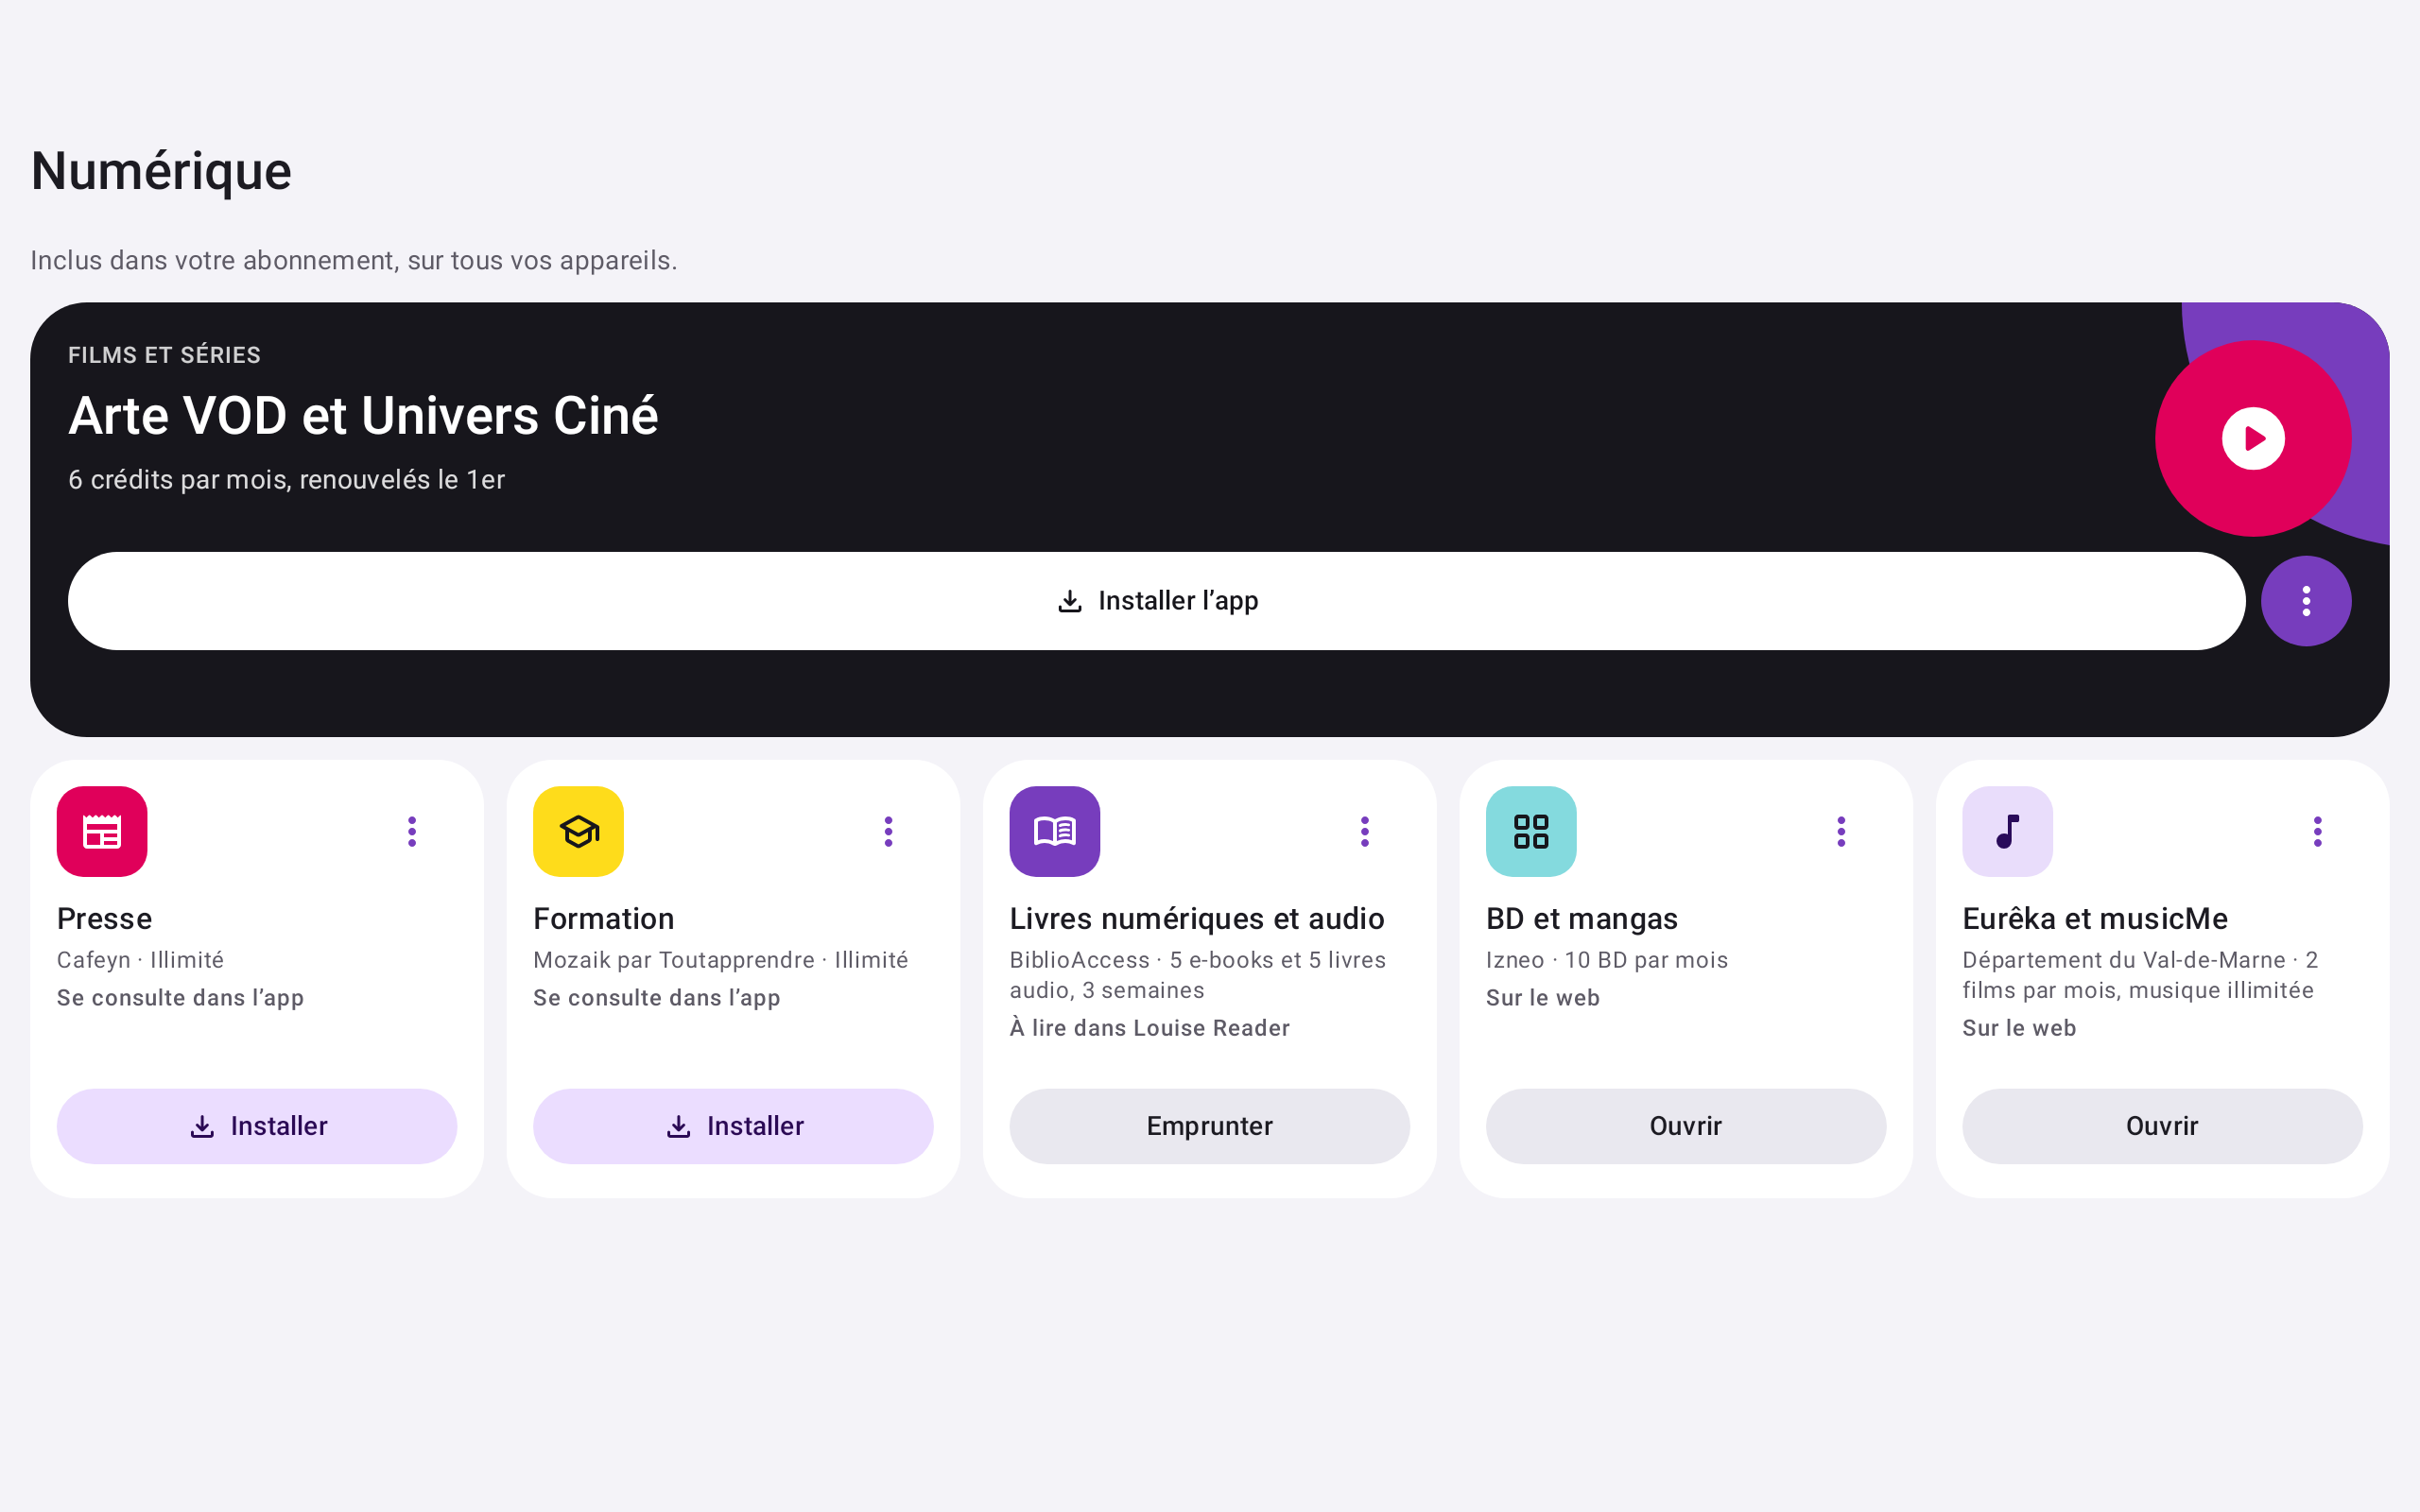 Numérique
Inclus dans votre abonnement, sur tous vos appareils.
FILMS ET SÉRIES
Arte VOD et Univers Ciné
6 crédits par mois, renouvelés le 1er
Installer l’app
Presse
Cafeyn · Illimité
Se consulte dans l’app
Installer
Formation
Mozaik par Toutapprendre · Illimité
Se consulte dans l’app
Installer
Livres numériques et audio
BiblioAccess · 5 e-books et 5 livres
audio, 3 semaines
À lire dans Louise Reader
Emprunter
BD et mangas
Izneo · 10 BD par mois
Sur le web
Ouvrir
Eurêka et musicMe
Département du Val-de-Marne · 2
films par mois, musique illimitée
Sur le web
Ouvrir